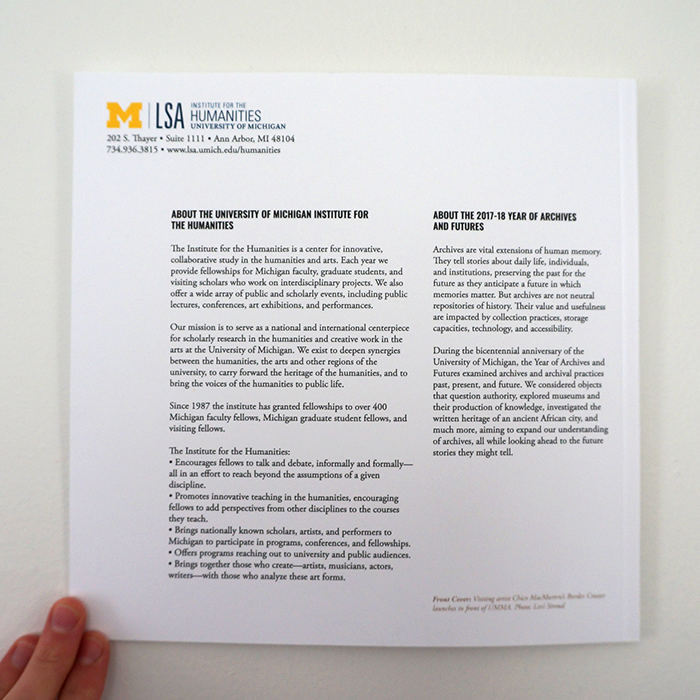 M LSA INSTITUTE FOR THE
HUMANITIES
UNIVERSITY OF MICHIGAN
202 S. Thayer • Suite 1111 • Ann Arbor, MI 48104
734.936.3815 • www.lsa.umich.edu/humanities
ABOUT THE UNIVERSITY OF MICHIGAN INSTITUTE FOR
THE HUMANITIES
The Institute for the Humanities is a center for innovative,
collaborative study in the humanities and arts. Each year we
provide fellowships for Michigan faculty, graduate students, and
visiting scholars who work on interdisciplinary projects. We also
offer a wide array of public and scholarly events, including public
lectures, conferences, art exhibitions, and performances.
Our mission is to serve as a national and international centerpiece
for scholarly research in the humanities and creative work in the
arts at the University of Michigan. We exist to deepen synergies
between the humanities, the arts and other regions of the
university, to carry forward the heritage of the humanities, and to
bring the voices of the humanities to public life.
Since 1987 the institute has granted fellowships to over 400
Michigan faculty fellows, Michigan graduate student fellows, and
visiting fellows.
The Institute for the Humanities:
• Encourages fellows to talk and debate, informally and formally—
all in an effort to reach beyond the assumptions of a given
discipline.
• Promotes innovative teaching in the humanities, encouraging
fellows to add perspectives from other disciplines to the courses
they teach.
• Brings nationally known scholars, artists, and performers to
Michigan to participate in programs, conferences, and fellowships.
• Offers programs reaching out to university and public audiences.
• Brings together those who create—artists, musicians, actors,
writers—with those who analyze these art forms.
ABOUT THE 2017-18 YEAR OF ARCHIVES
AND FUTURES
Archives are vital extensions of human memory.
They tell stories about daily life, individuals,
and institutions, preserving the past for the
future as they anticipate a future in which
memories matter. But archives are not neutral
repositories of history. Their value and usefulness
are impacted by collection practices, storage
capacities, technology, and accessibility.
During the bicentennial anniversary of the
University of Michigan, the Year of Archives and
Futures examined archives and archival practices
past, present, and future. We considered objects
that question authority, explored museums and
their production of knowledge, investigated the
written heritage of an ancient African city, and
much more, aiming to expand our understanding
of archives, all while looking ahead to the future
stories they might tell.
Front Cover: Visiting artist Chico MacMurtrie's Border Crosser
launches in front of UMMA. Photo: Levi Stroud